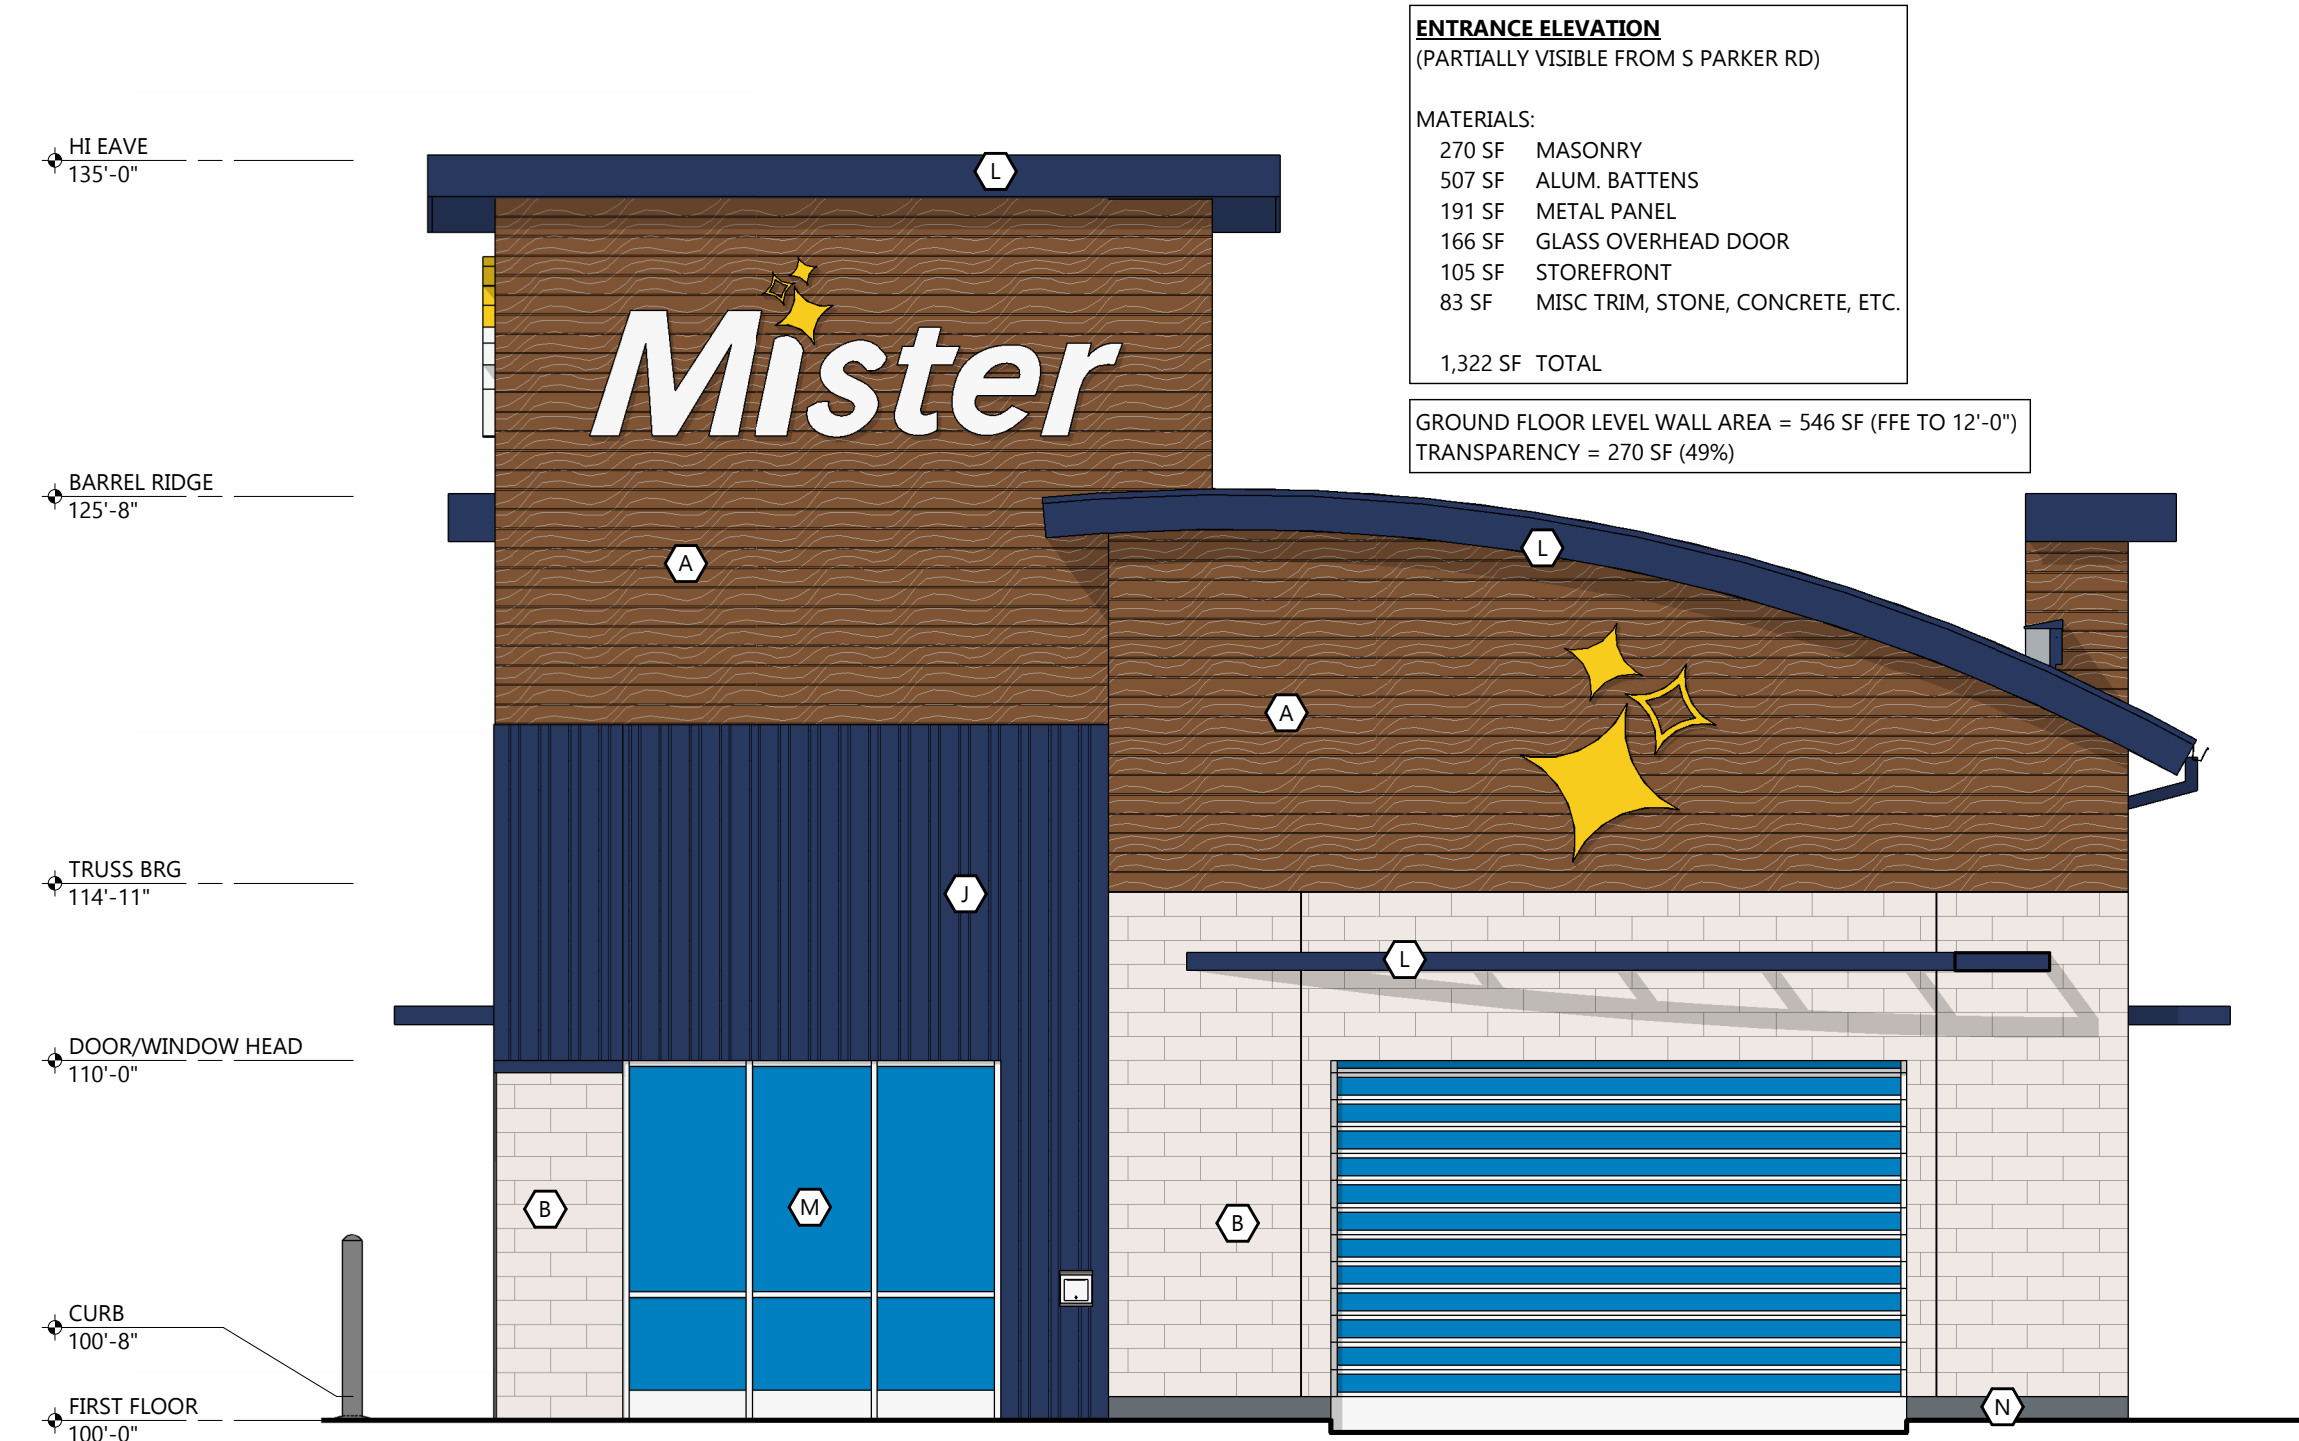 ENTRANCE ELEVATION
(PARTIALLY VISIBLE FROM S PARKER RD)
MATERIALS:
270 SF MASONRY
507 SF ALUM. BATTENS
191 SF METAL PANEL
166 SF GLASS OVERHEAD DOOR
105 SF STOREFRONT
83 SF MISC TRIM, STONE, CONCRETE, ETC.
1,322 SF TOTAL
GROUND FLOOR LEVEL WALL AREA = 546 SF (FFE TO 12'-0")
TRANSPARENCY = 270 SF (49%)
HI EAVE
135'-0"
L
Mister
BARREL RIDGE
125'-8"
L
A
A
TRUSS BRG
114'-11"
J
L
DOOR/WINDOW HEAD
110'-0"
B
M
B
CURB
100'-8"
FIRST FLOOR
100'-0"
N